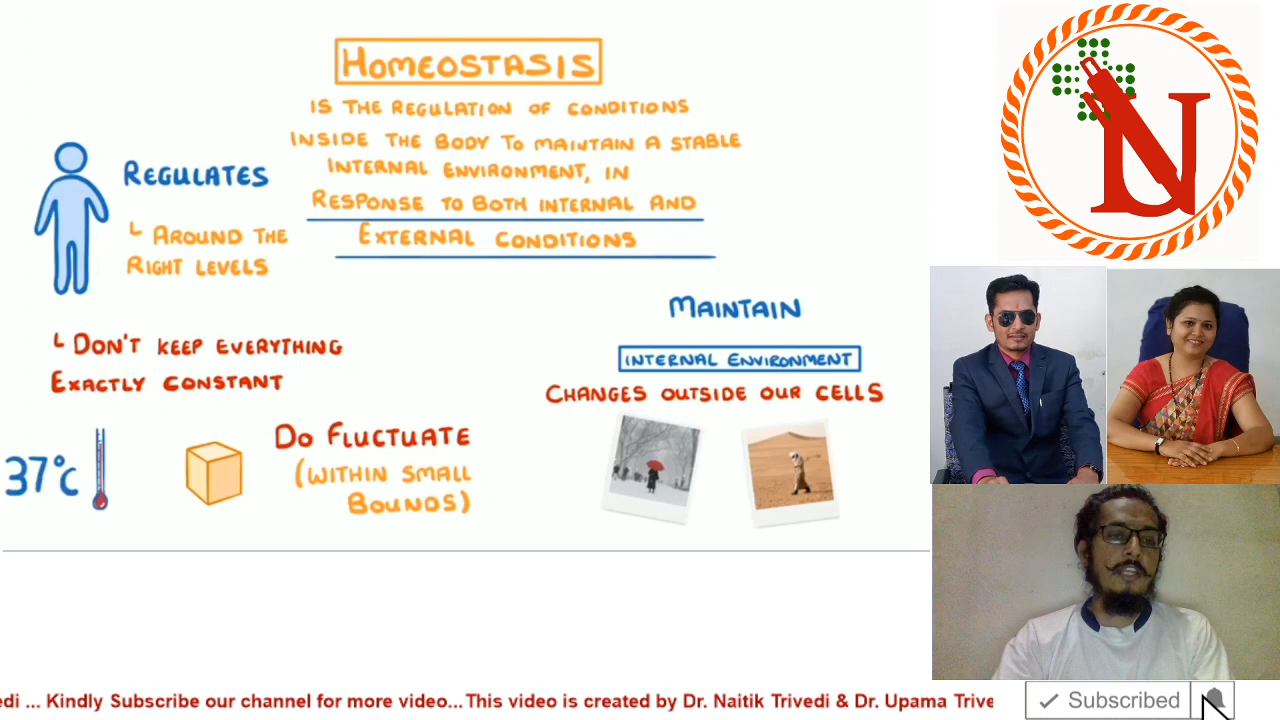 HOMEOSTASIS
IS THE REGULATION OF CONDITIONS
INSIDE THE BODY TO MAINTAIN A STABLE
INTERNAL ENVIRONMENT, IN
RESPONSE TO BOTH INTERNAL AND
EXTERNAL CONDITIONS
REGULATES
└ AROUND THE
RIGHT LEVELS
└ DON'T KEEP EVERYTHING
EXACTLY CONSTANT
37°C
DO FLUCTUATE
(WITHIN SMALL
BOUNDS)
MAINTAIN
INTERNAL ENVIRONMENT
CHANGES OUTSIDE OUR CELLS
NU
edi ... Kindly Subscribe our channel for more video... This video is created by Dr. Naitik Trivedi & Dr. Upama Trive
Subscribed